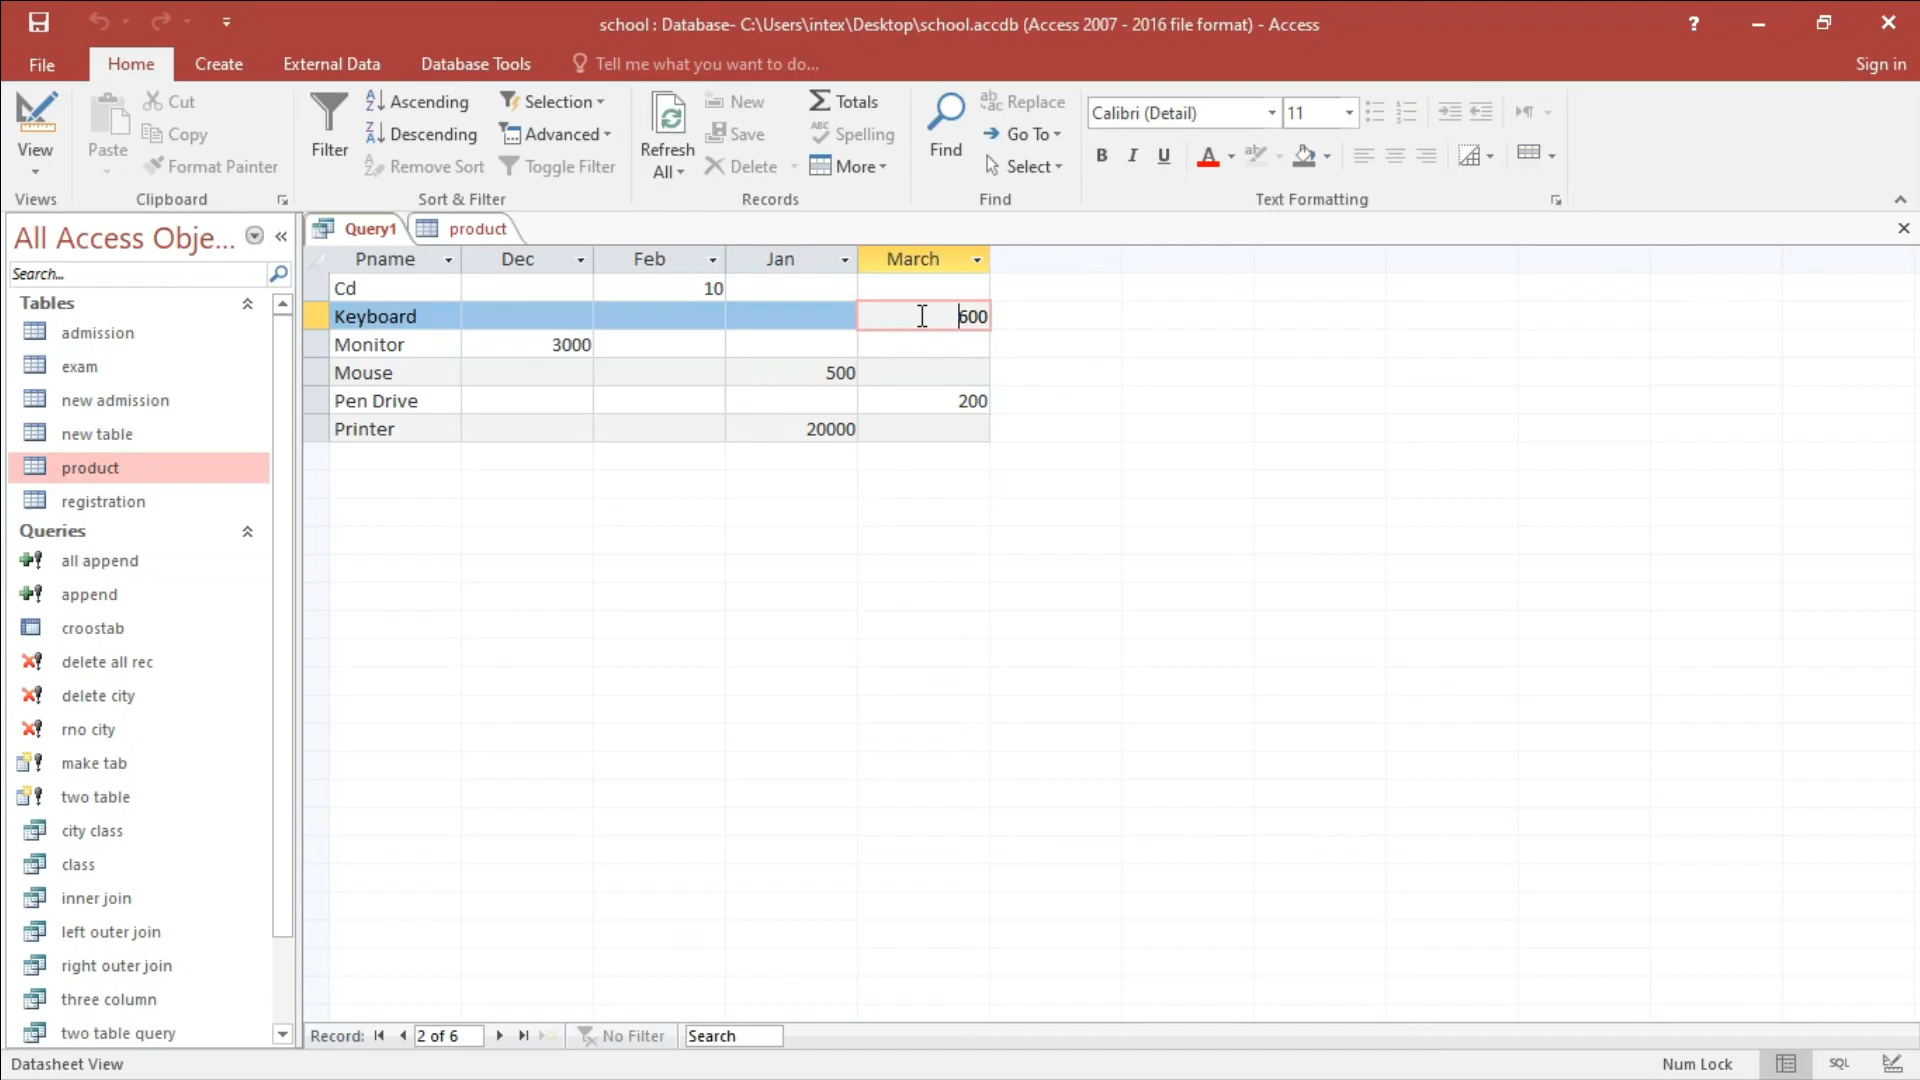 school : Database- C:\Users\intex\Desktop\school.accdb (Access 2007 - 2016 file format) - Access
?
File Home Create External Data Database Tools Tell me what you want to do... Sign in
View
Views
Paste
Cut
Copy
Format Painter
Clipboard
Filter
Ascending
Descending
Remove Sort
Selection
Advanced
Toggle Filter
Sort & Filter
Refresh
All
New
Save
Delete
Totals
Spelling
More
Records
Find
Replace
Go To
Select
Find
Calibri (Detail) 11
B I U A
Text Formatting
All Access Obje...
Search...
Tables
admission
exam
new admission
new table
product
registration
Queries
all append
append
croostab
delete all rec
delete city
rno city
make tab
two table
city class
class
inner join
left outer join
right outer join
three column
two table query
Query1 product
Pname Dec Feb Jan March
Cd 10
Keyboard 600
Monitor 3000
Mouse 500
Pen Drive 200
Printer 20000
Record: 2 of 6 No Filter Search
Datasheet View Num Lock SQL